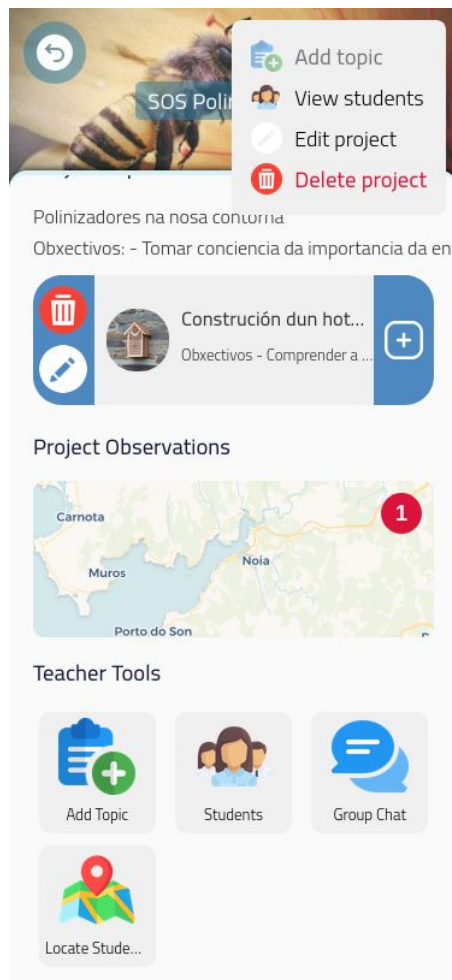 Add topic
SOS Poli
View students
Edit project
Delete project
Polinizadores na nosa contorna
Obxectivos: - Tomar conciencia da importancia da en
Construción dun hot...
Obxectivos - Comprender a ...
Project Observations
1
Carnota
Noia
Muros
Porto do Son
Teacher Tools
Add Topic
Students
Group Chat
Locate Stude...